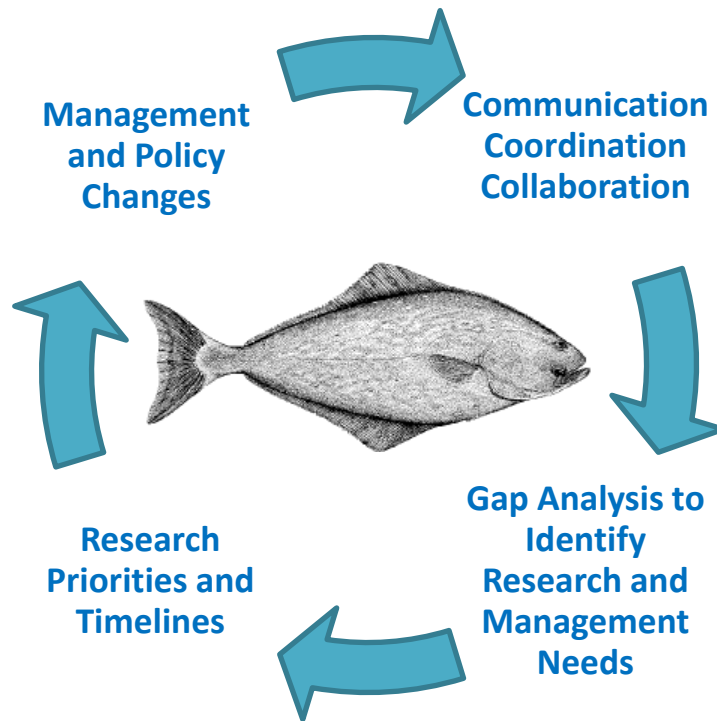 Management
and Policy
Changes
Communication
Coordination
Collaboration
Gap Analysis to
Identify
Research and
Management
Needs
Research
Priorities and
Timelines